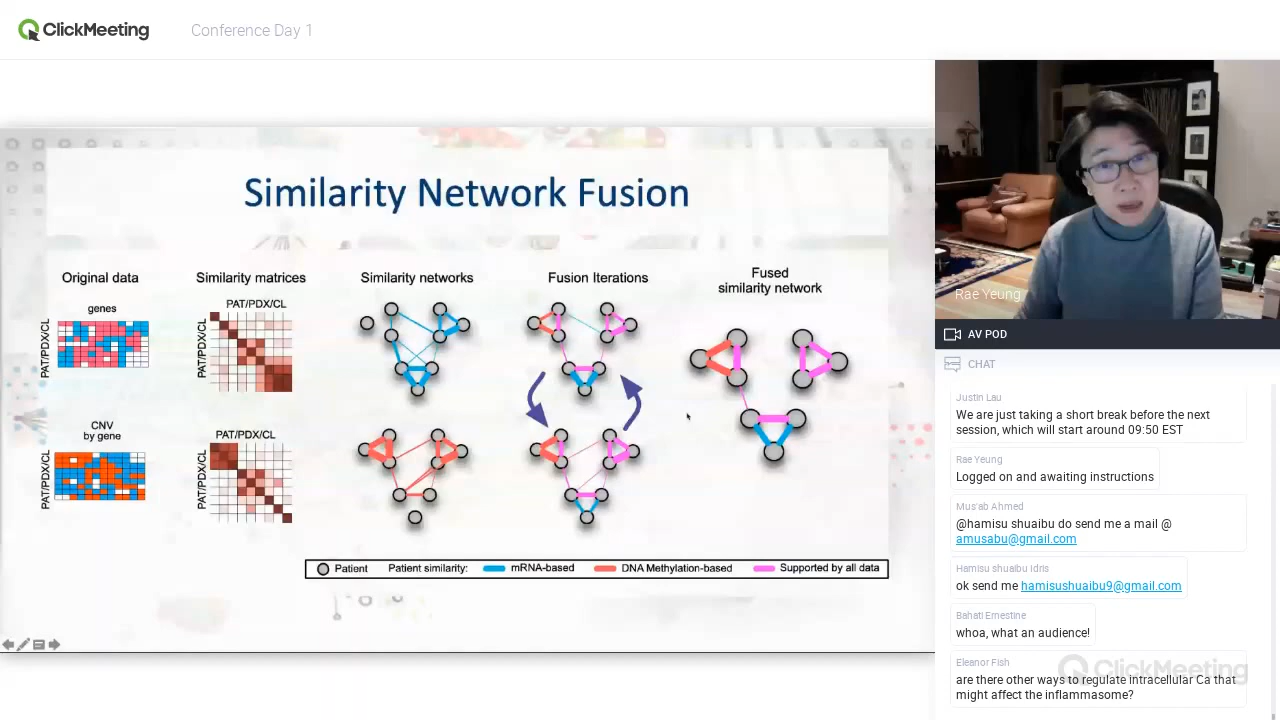 ClickMeeting
Conference Day 1
Similarity Network Fusion
Original data
Similarity matrices
Similarity networks
Fusion Iterations
Fused
similarity network
genes
PAT/PDX/CL
PAT/PDX/CL
PAT/PDX/CL
CNV
by gene
PAT/PDX/CL
PAT/PDX/CL
PAT/PDX/CL
Patient
Patient similarity:
mRNA-based
DNA Methylation-based
Supported by all data
Rae Yeung
AV POD
CHAT
Justin Lau
We are just taking a short break before the next
session, which will start around 09:50 EST
Rae Yeung
Logged on and awaiting instructions
Mus'ab Ahmed
@hamisu shuaibu do send me a mail @
amusabu@gmail.com
Hamisu shuaibu idris
ok send me hamisushuaibu9@gmail.com
Bahati Ernestine
whoa, what an audience!
Eleanor Fish
are there other ways to regulate intracellular Ca that
might affect the inflammasome?
ClickMeeting